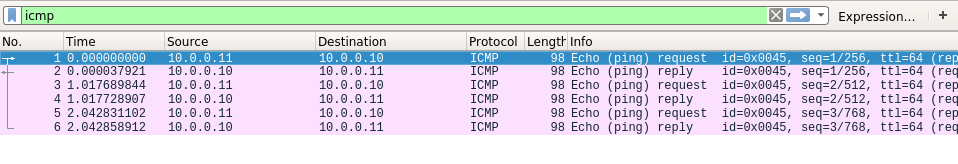 icmp Expression… +
No. Time Source Destination Protocol Length Info
1 0.000000000 10.0.0.11 10.0.0.10 ICMP 98 Echo (ping) request id=0x0045, seq=1/256, ttl=64 (rep
2 0.000037921 10.0.0.10 10.0.0.11 ICMP 98 Echo (ping) reply id=0x0045, seq=1/256, ttl=64 (req
3 1.017689844 10.0.0.11 10.0.0.10 ICMP 98 Echo (ping) request id=0x0045, seq=2/512, ttl=64 (rep
4 1.017728907 10.0.0.10 10.0.0.11 ICMP 98 Echo (ping) reply id=0x0045, seq=2/512, ttl=64 (req
5 2.042831102 10.0.0.11 10.0.0.10 ICMP 98 Echo (ping) request id=0x0045, seq=3/768, ttl=64 (rep
6 2.042858912 10.0.0.10 10.0.0.11 ICMP 98 Echo (ping) reply id=0x0045, seq=3/768, ttl=64 (req